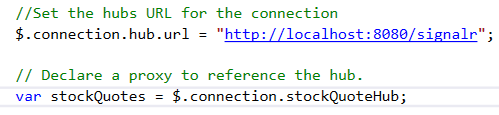 //Set the hubs URL for the connection
$.connection.hub.url = "http://localhost:8080/signalr";
// Declare a proxy to reference the hub.
var stockQuotes = $.connection.stockQuoteHub;